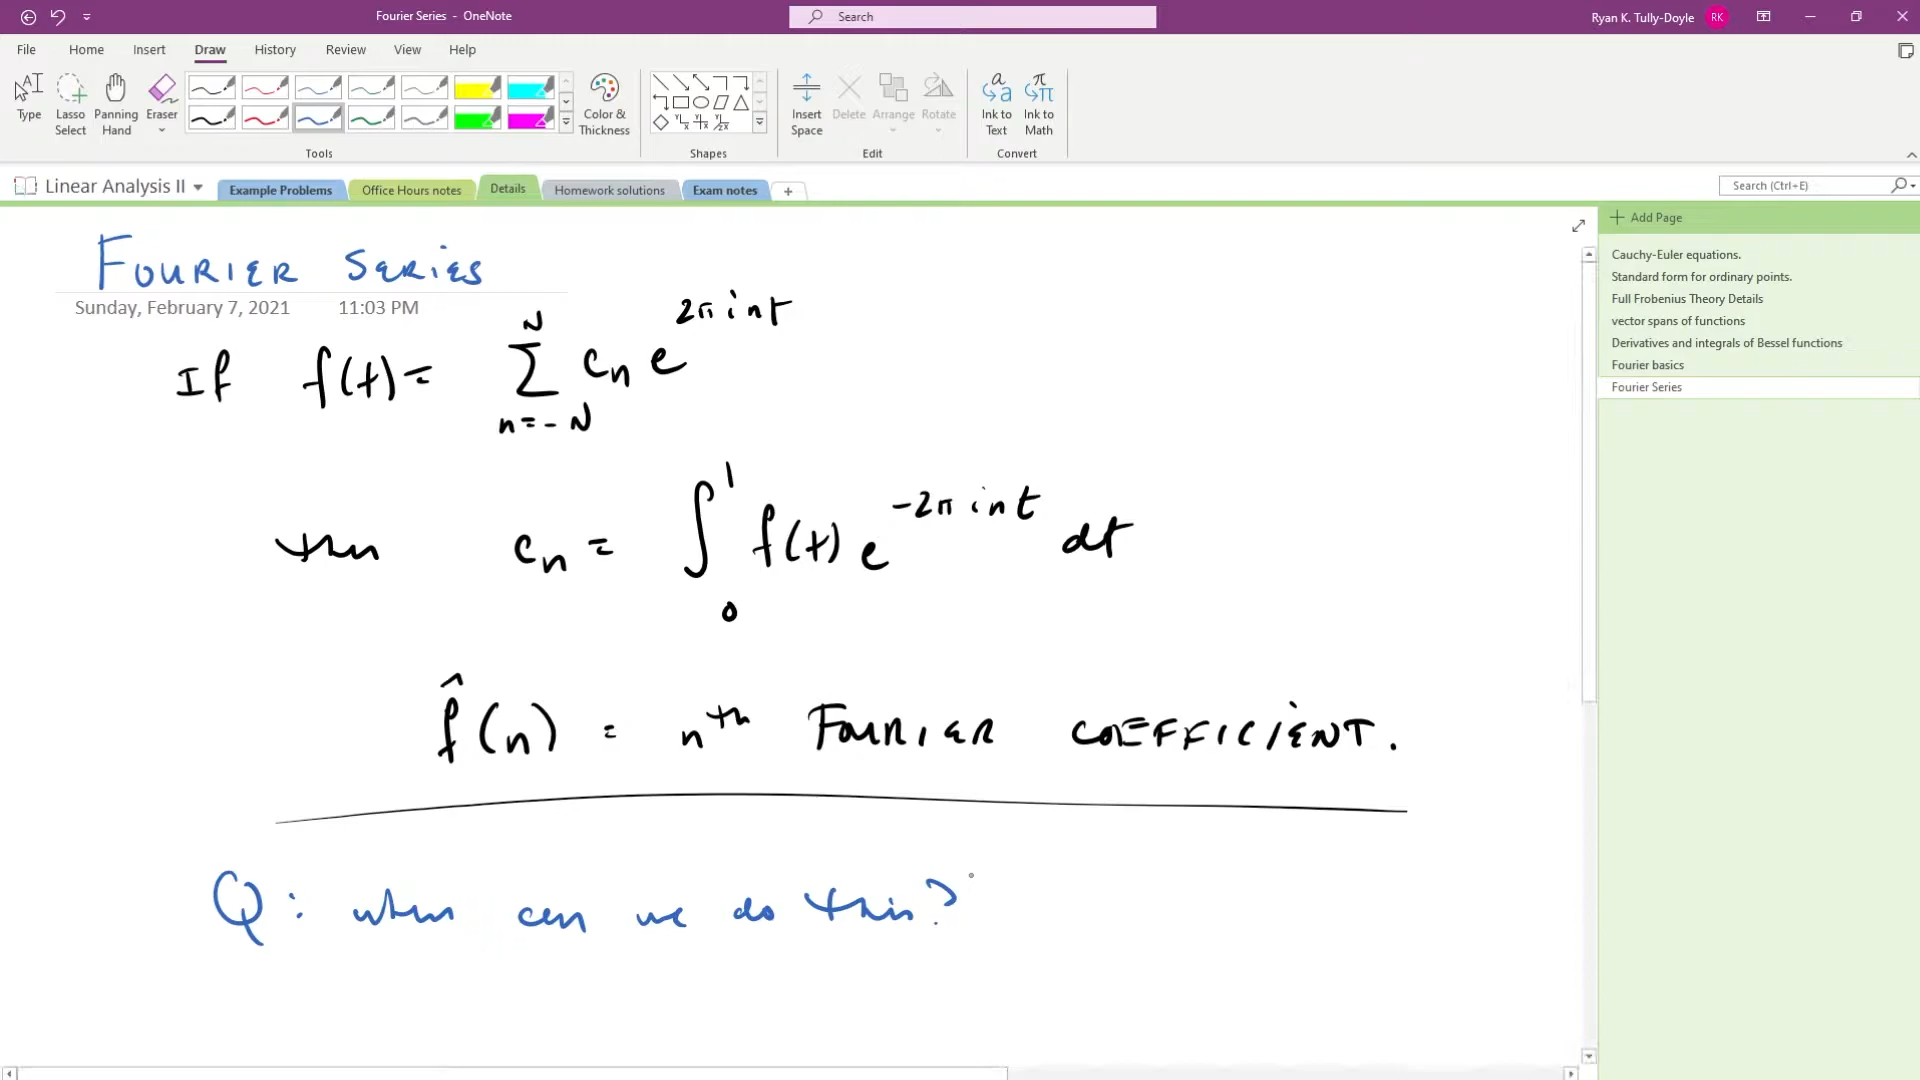 Fourier Series - OneNote
Search
Ryan K. Tully-Doyle
RK
File Home Insert Draw History Review View Help
Type
Lasso Select
Panning Hand
Eraser
Color & Thickness
Insert Space
Delete
Arrange
Rotate
Ink to Text
Ink to Math
Tools
Shapes
Edit
Convert
Linear Analysis II
Example Problems
Office Hours notes
Details
Homework solutions
Exam notes
Search (Ctrl+E)
Add Page
Cauchy-Euler equations.
Standard form for ordinary points.
Full Frobenius Theory Details
vector spans of functions
Derivatives and integrals of Bessel functions
Fourier basics
Fourier Series
FOURIER SERIES
Sunday, February 7, 2021 11:03 PM
If f(t) = ∑_{n=-N}^{N} c_n e^{2πint}
then c_n = ∫_0^1 f(t) e^{-2πint} dt
f̂(n) = n^th FOURIER COEFFICIENT.
Q: when can we do this?